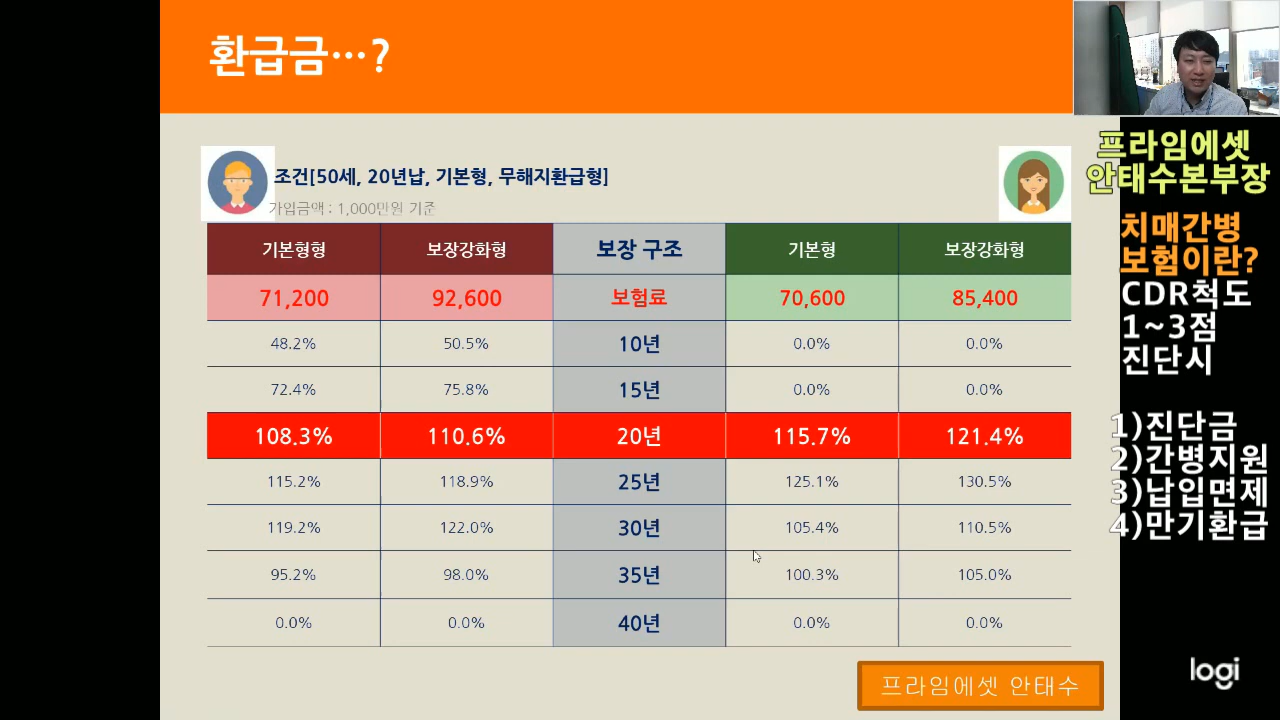 환급금…?
조건[50세, 20년납, 기본형, 무해지환급형]
가입금액 : 1,000만원 기준
기본형형 보장강화형 보장 구조 기본형 보장강화형
71,200 92,600 보험료 70,600 85,400
48.2% 50.5% 10년 0.0% 0.0%
72.4% 75.8% 15년 0.0% 0.0%
108.3% 110.6% 20년 115.7% 121.4%
115.2% 118.9% 25년 125.1% 130.5%
119.2% 122.0% 30년 105.4% 110.5%
95.2% 98.0% 35년 100.3% 105.0%
0.0% 0.0% 40년 0.0% 0.0%
프라임에셋 안태수
프라임에셋
안태수본부장
치매간병
보험이란?
CDR척도
1~3점
진단시
1)진단금
2)간병지원
3)납입면제
4)만기환급
logi